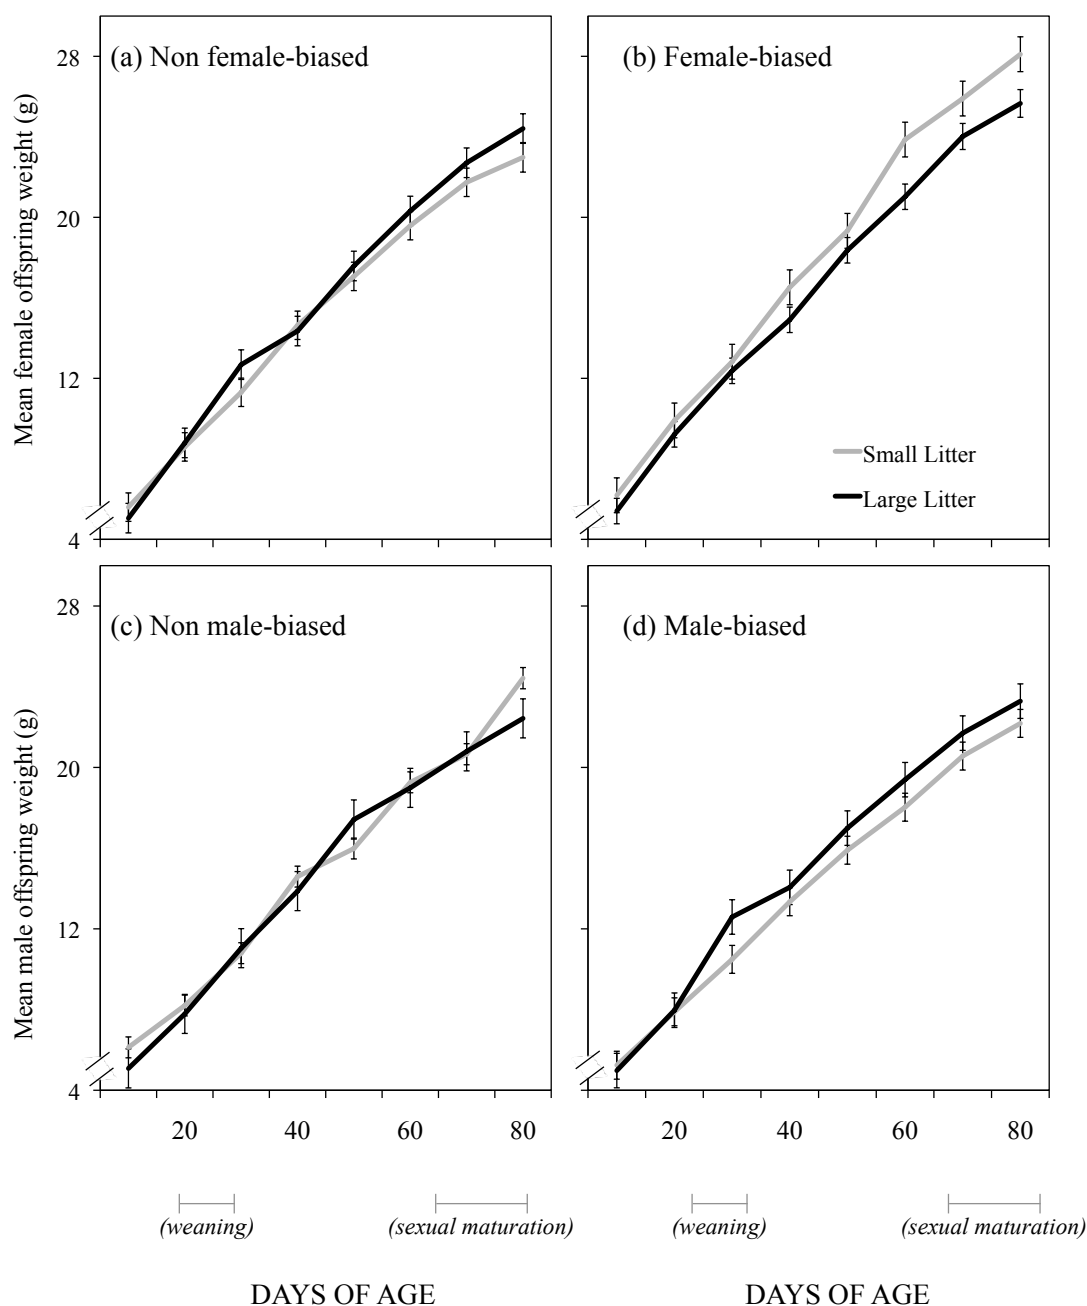 (a) Non female-biased
(b) Female-biased
28
20
12
4
Mean female offspring weight (g)
Small Litter
Large Litter
(c) Non male-biased
(d) Male-biased
28
20
12
4
Mean male offspring weight (g)
20 40 60 80
20 40 60 80
(weaning)
(sexual maturation)
(weaning)
(sexual maturation)
DAYS OF AGE
DAYS OF AGE